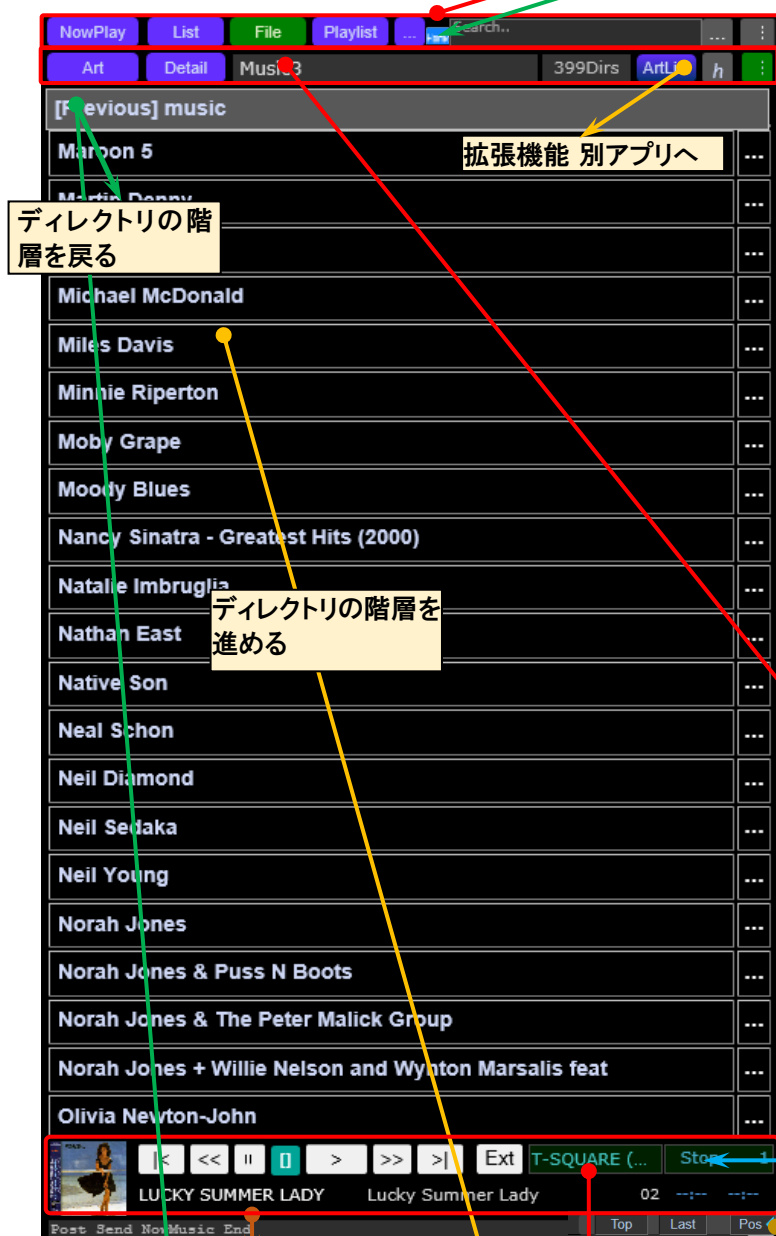 NowPlay List File Playlist ... Search.. ... ⋮
Art Detail Music3 399Dirs ArtLi h ⋮
[Previous] music
Maroon 5 ...
拡張機能 別アプリへ
Martin Denny ...
ディレクトリの階
層を戻る
...
Michael McDonald ...
Miles Davis ...
Minnie Riperton ...
Moby Grape ...
Moody Blues ...
Nancy Sinatra - Greatest Hits (2000) ...
Natalie Imbruglia ...
ディレクトリの階層を
進める
Nathan East ...
Native Son ...
Neal Schon ...
Neil Diamond ...
Neil Sedaka ...
Neil Young ...
Norah Jones ...
Norah Jones & Puss N Boots ...
Norah Jones & The Peter Malick Group ...
Norah Jones + Willie Nelson and Wynton Marsalis feat ...
Olivia Newton-John ...
|< << II [] > >> >| Ext T-SQUARE (... Stop 1
LUCKY SUMMER LADY Lucky Summer Lady 02 --:-- --:--
Post Send NowMusic End Top Last Pos